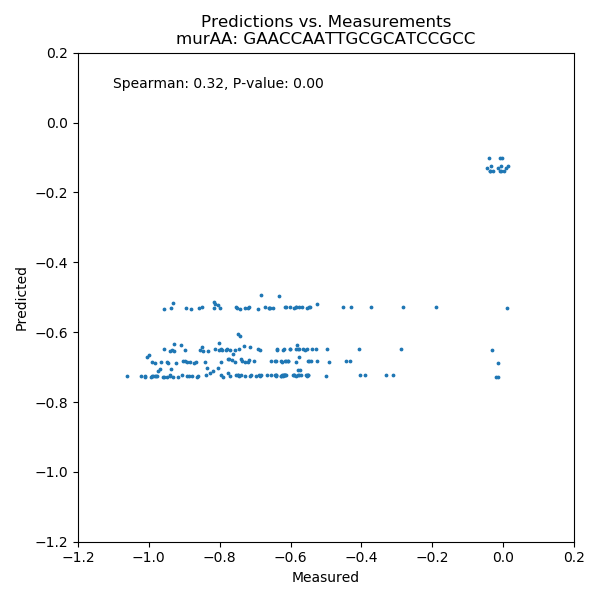 Predictions vs. Measurements
murAA: GAACCAATTGCGCATCCGCC
Spearman: 0.32, P-value: 0.00
0.2
0.0
−0.2
−0.4
−0.6
−0.8
−1.0
−1.2
Predicted
−1.2 −1.0 −0.8 −0.6 −0.4 −0.2 0.0 0.2
Measured